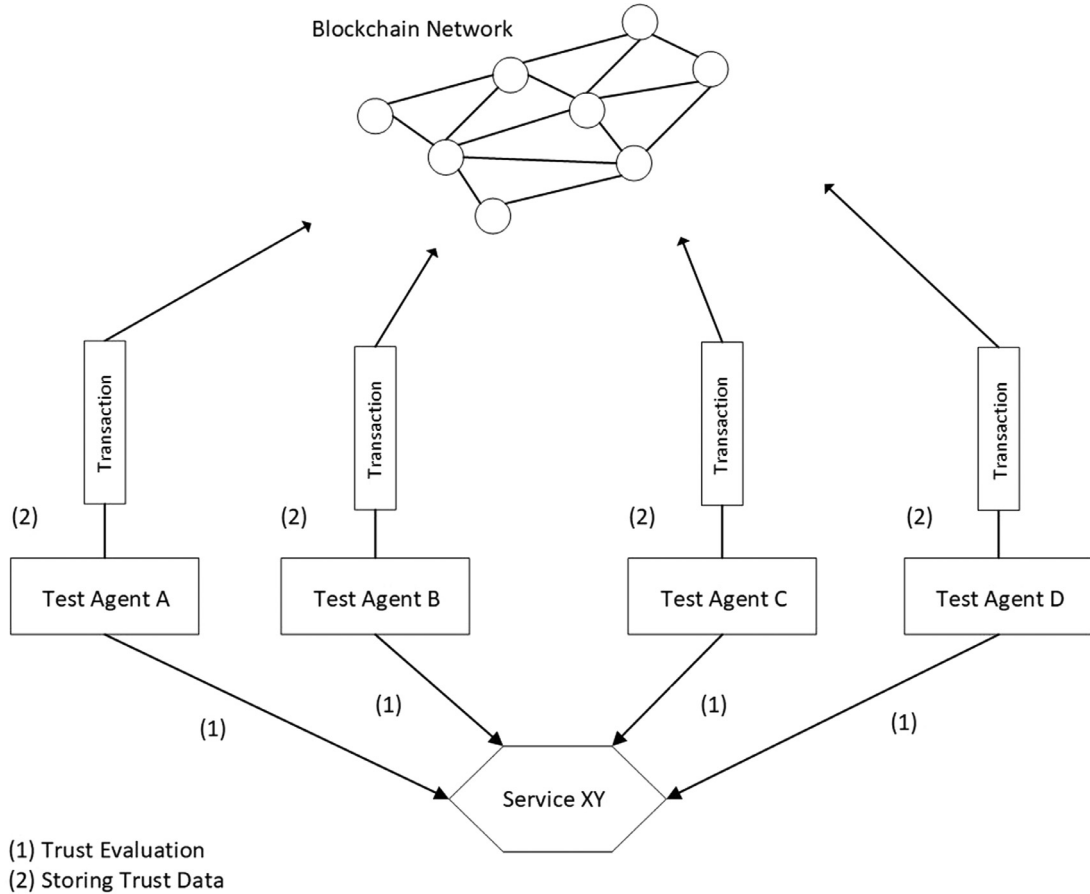 Blockchain Network
Transaction
Transaction
Transaction
Transaction
(2)
(2)
(2)
(2)
Test Agent A
Test Agent B
Test Agent C
Test Agent D
(1)
(1)
(1)
(1)
Service XY
(1) Trust Evaluation
(2) Storing Trust Data